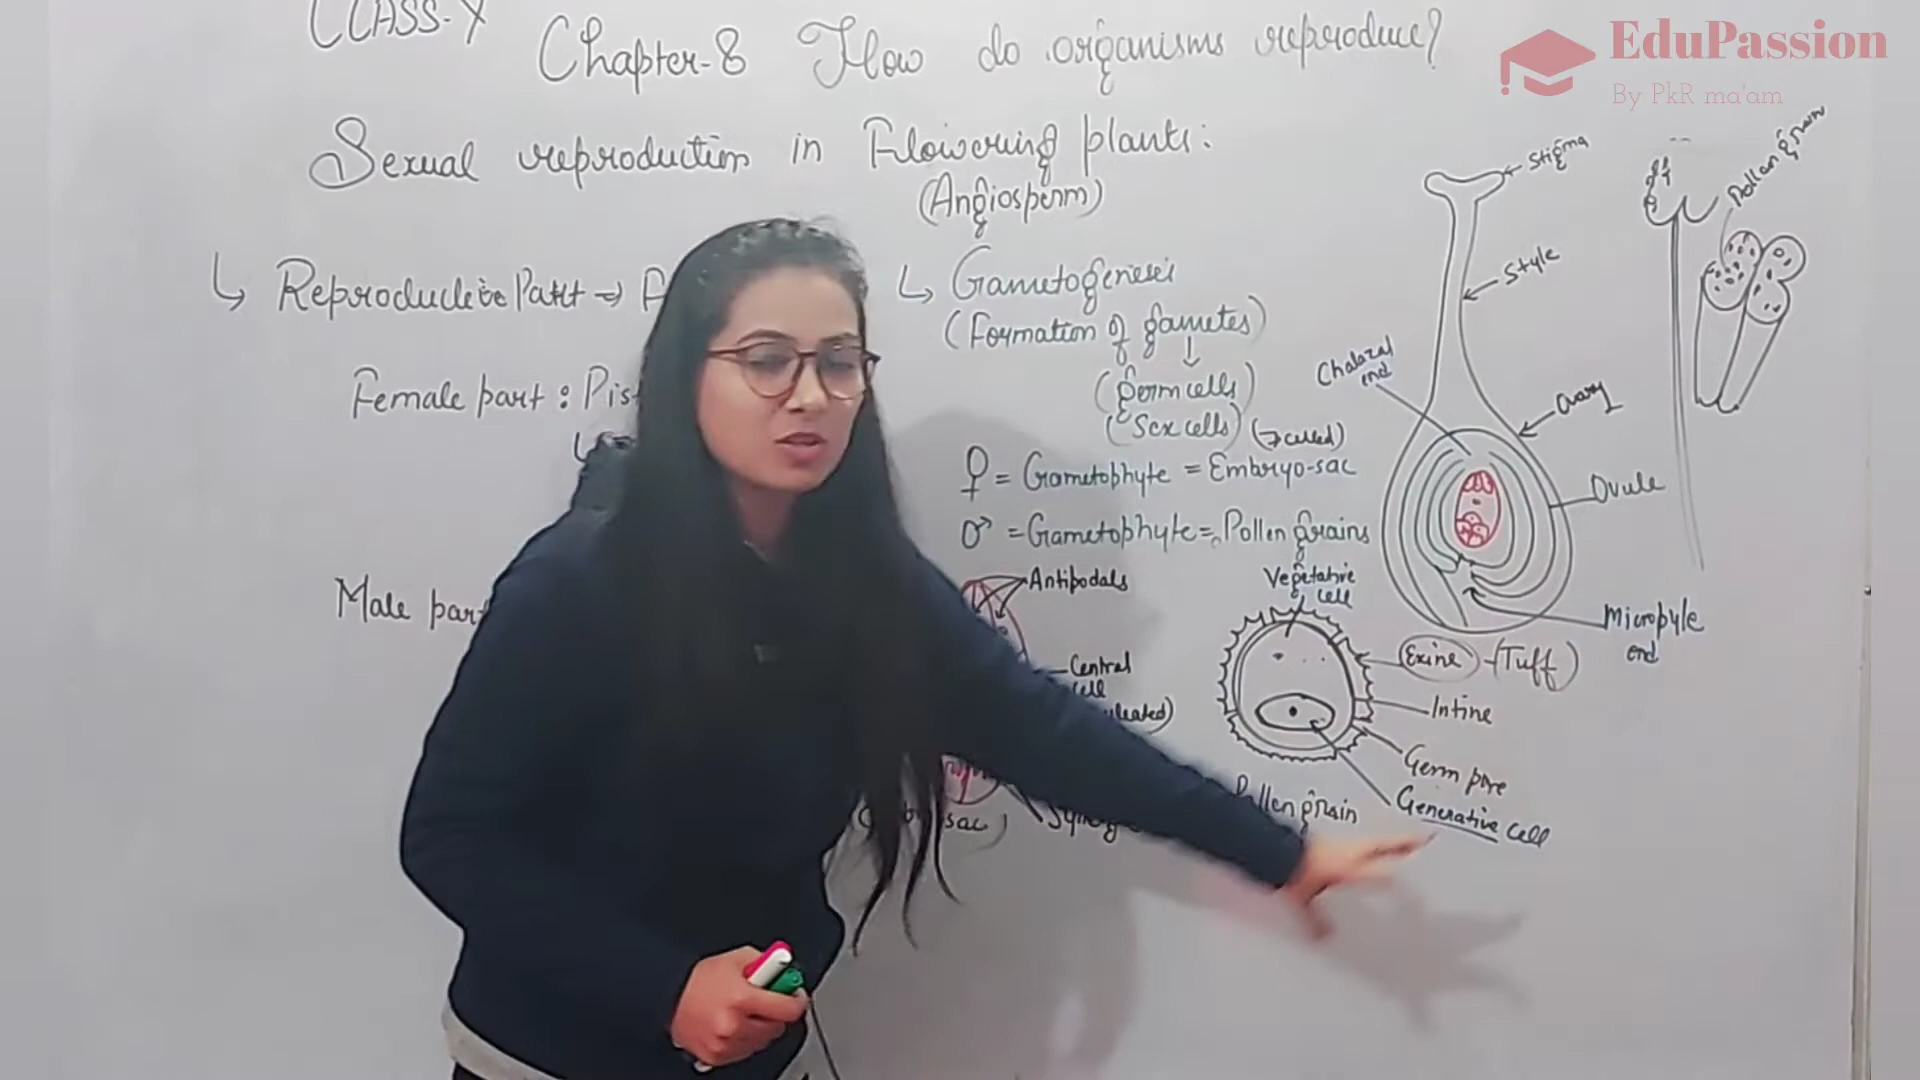 CLASS-X
Chapter-8 How do organisms reproduce?
EduPassion
By PkR ma'am
Sexual reproduction in Flowering plants:
(Angiosperm)
↳ Reproductive Part →
Female part : Pis
Male par
↳ Gametogenesis
(Formation of gametes)
↓
(germ cells)
(Sex cells) (7 celled)
♀ = Gametophyte = Embryo-sac
♂ = Gametophyte = Pollen grains
Antipodals
Central
cell
leated)
sac)
Vegetative
cell
Exine (Tuff)
Intine
Germ pore
Generative cell
Pollen grain
Stigma
Style
Chalazal
end
Ovary
Ovule
Micropyle
end
Pollen grain